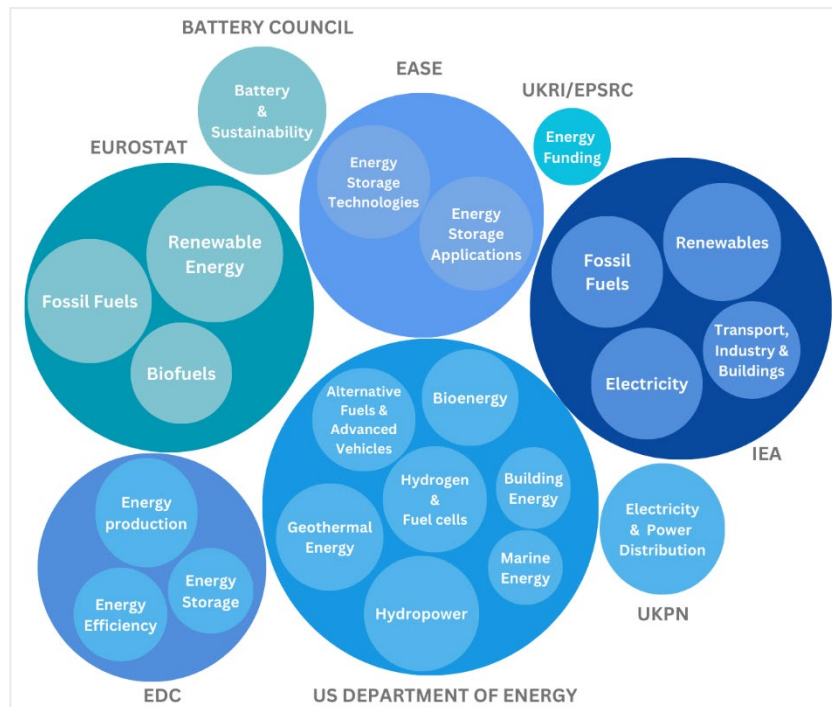 BATTERY COUNCIL
Battery
&
Sustainability
EASE
Energy
Storage
Technologies
Energy
Storage
Applications
UKRI/EPSRC
Energy
Funding
EUROSTAT
Renewable
Energy
Fossil Fuels
Biofuels
Fossil
Fuels
Renewables
Transport,
Industry &
Buildings
Electricity
IEA
Alternative
Fuels &
Advanced
Vehicles
Bioenergy
Hydrogen
&
Fuel cells
Building
Energy
Geothermal
Energy
Marine
Energy
Hydropower
US DEPARTMENT OF ENERGY
Energy
production
Energy
Storage
Energy
Efficiency
EDC
Electricity
& Power
Distribution
UKPN